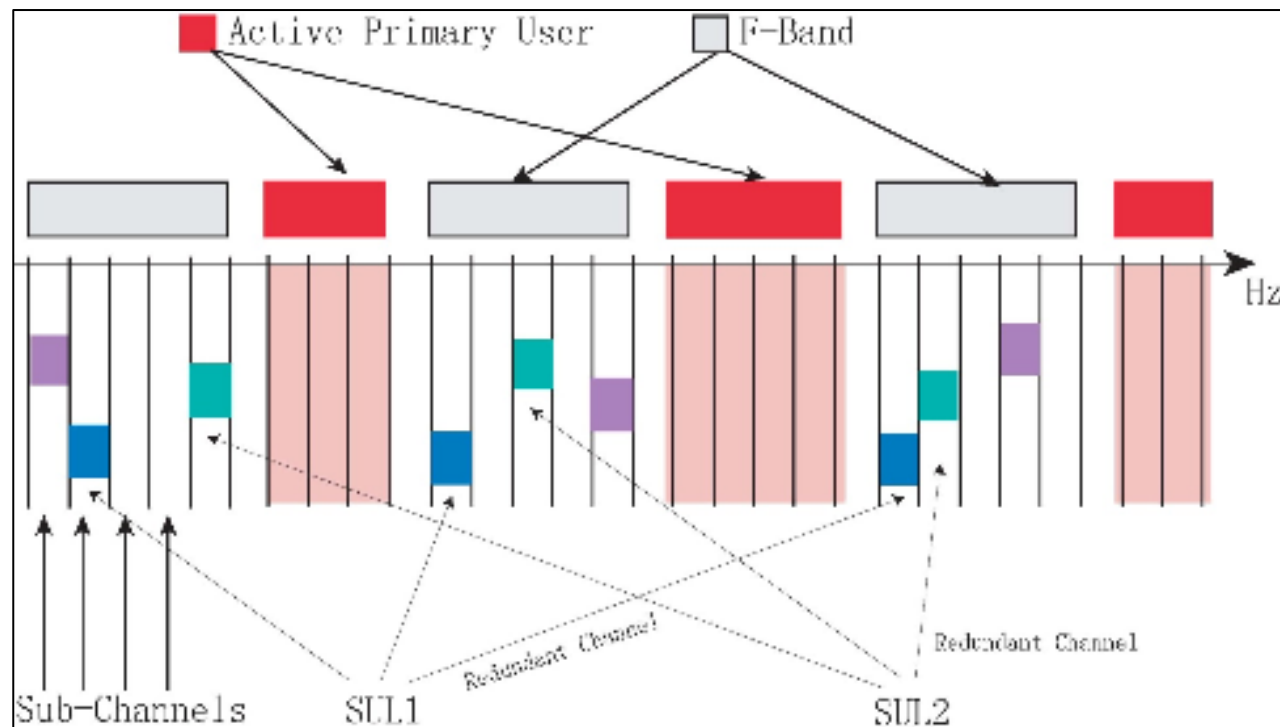 Active Primary User
F-Band
Hz
Redundant Channel
Redundant Channel
Sub-Channels
SUL1
SUL2